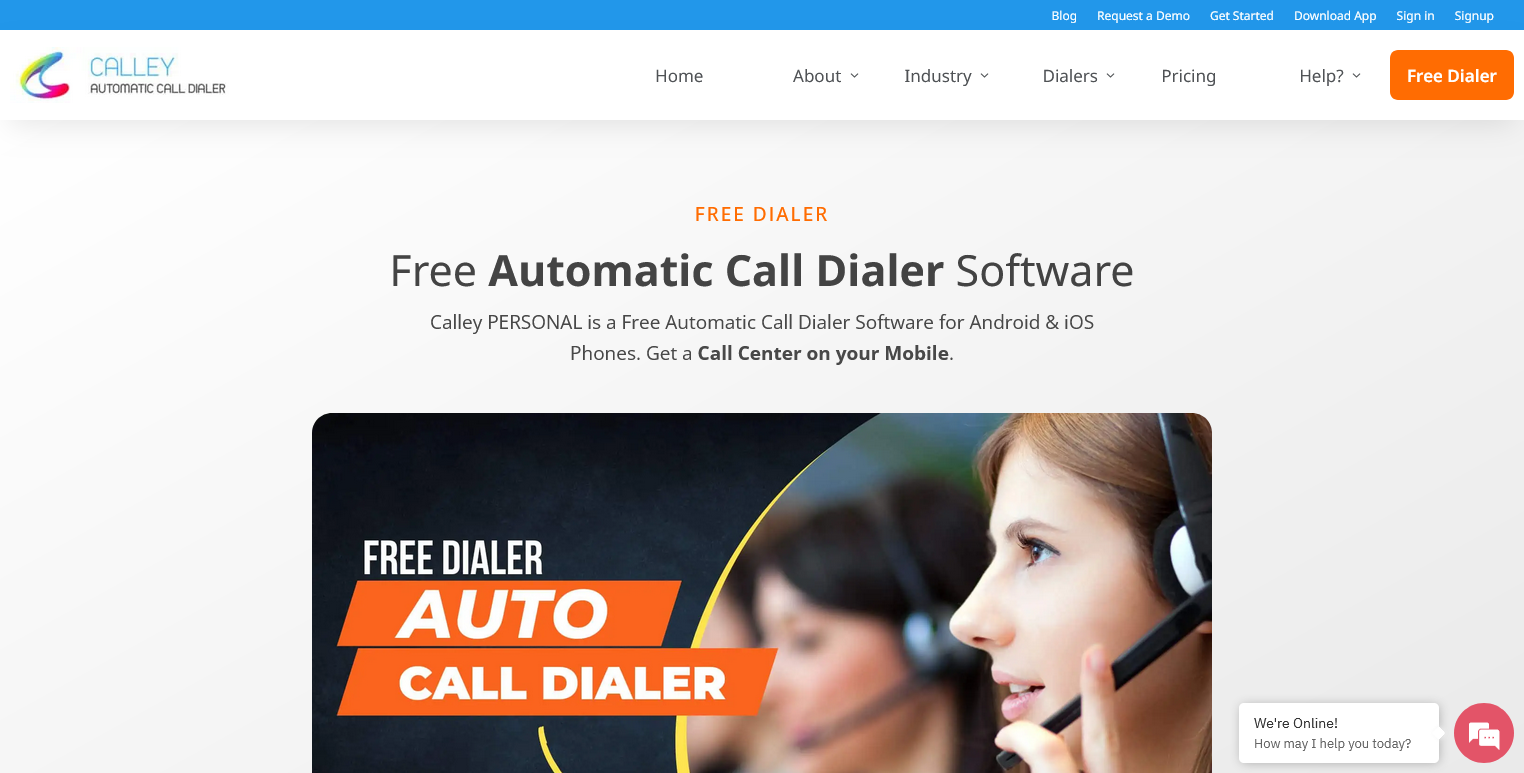 Blog Request a Demo Get Started Download App Sign in Signup
CALLEY
AUTOMATIC CALL DIALER
Home About Industry Dialers Pricing Help? Free Dialer
FREE DIALER
Free Automatic Call Dialer Software
Calley PERSONAL is a Free Automatic Call Dialer Software for Android & iOS
Phones. Get a Call Center on your Mobile.
FREE DIALER
AUTO
CALL DIALER
We're Online!
How may I help you today?